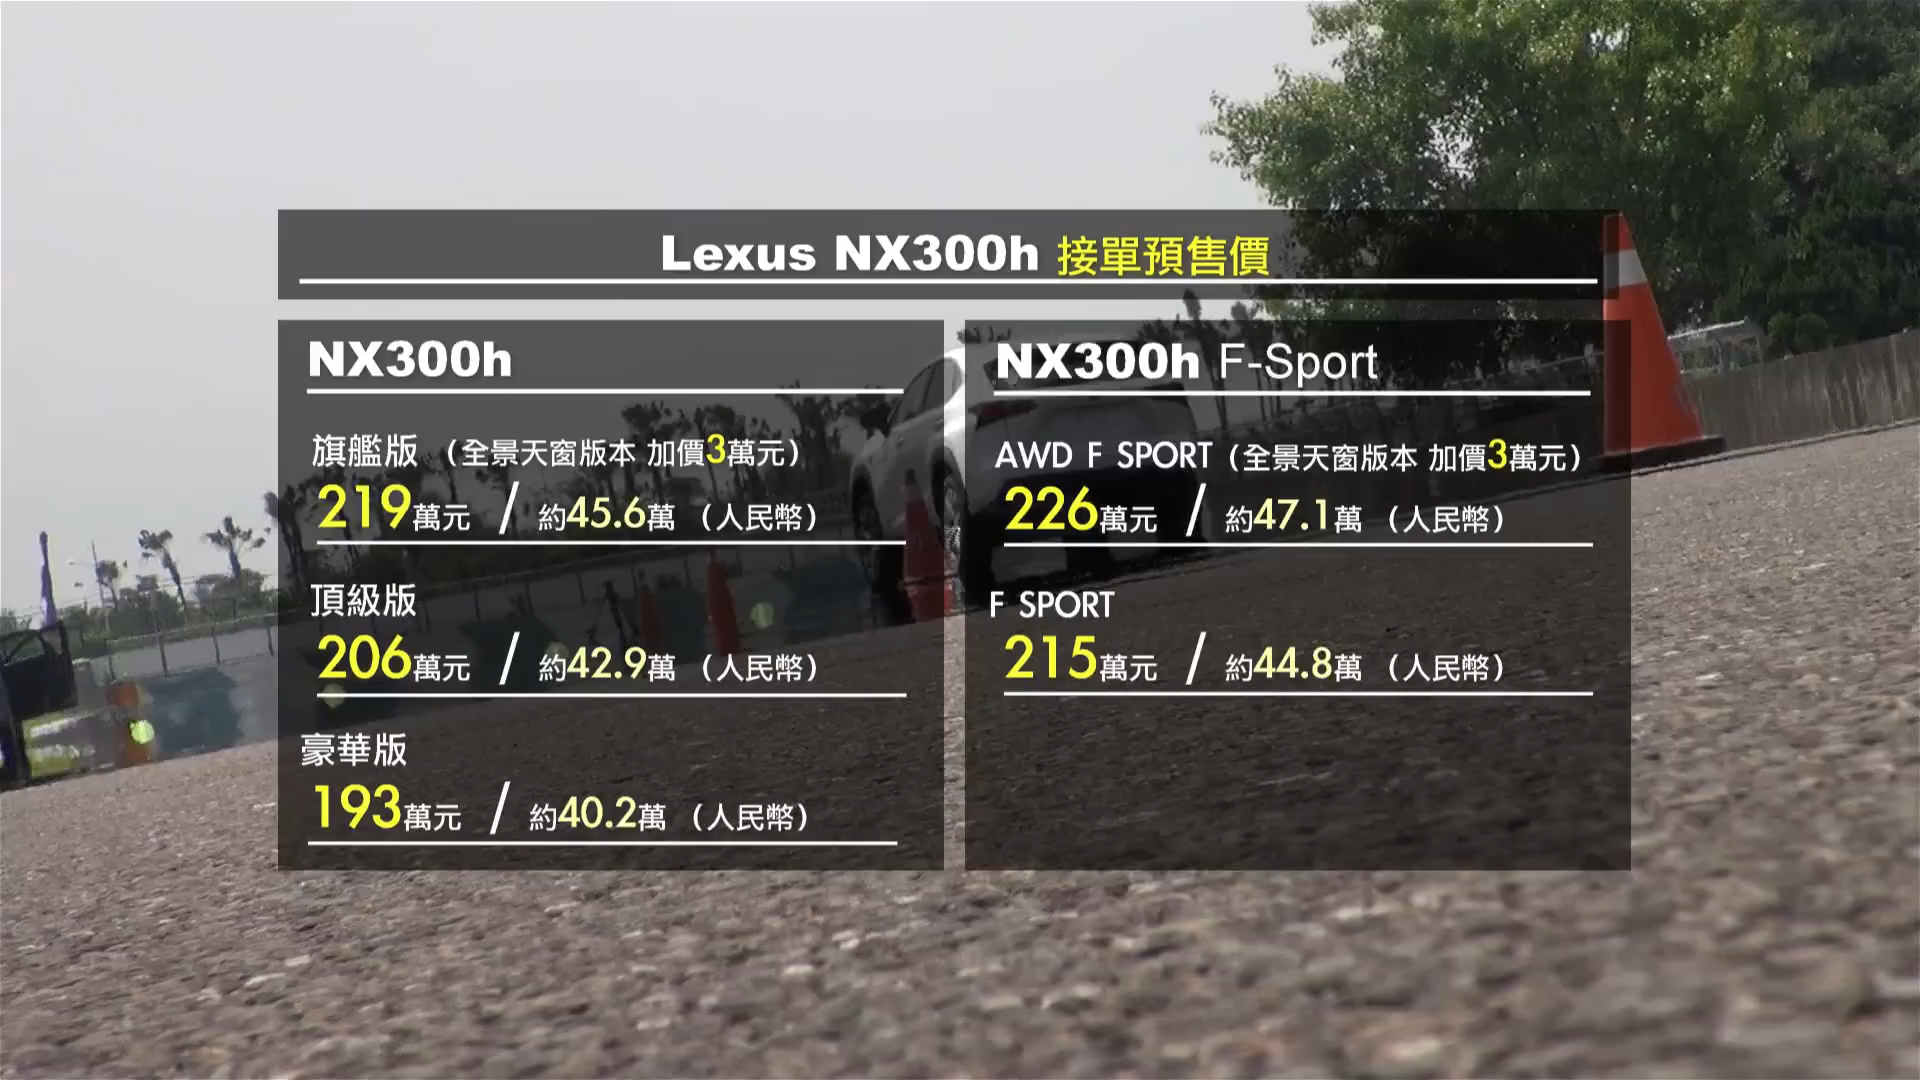 Lexus NX300h 接單預售價
NX300h
旗艦版 （全景天窗版本 加價3萬元）
219萬元 / 約45.6萬 （人民幣）
頂級版
206萬元 / 約42.9萬 （人民幣）
豪華版
193萬元 / 約40.2萬 （人民幣）
NX300h F-Sport
AWD F SPORT（全景天窗版本 加價3萬元）
226萬元 / 約47.1萬 （人民幣）
F SPORT
215萬元 / 約44.8萬 （人民幣）